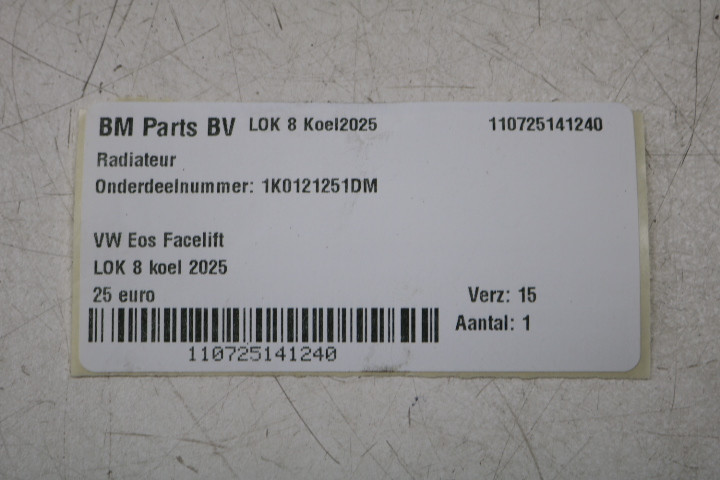 BM Parts BV LOK 8 Koel2025 110725141240
Radiateur
Onderdeelnummer: 1K0121251DM
VW Eos Facelift
LOK 8 koel 2025
25 euro Verz: 15
Aantal: 1
110725141240